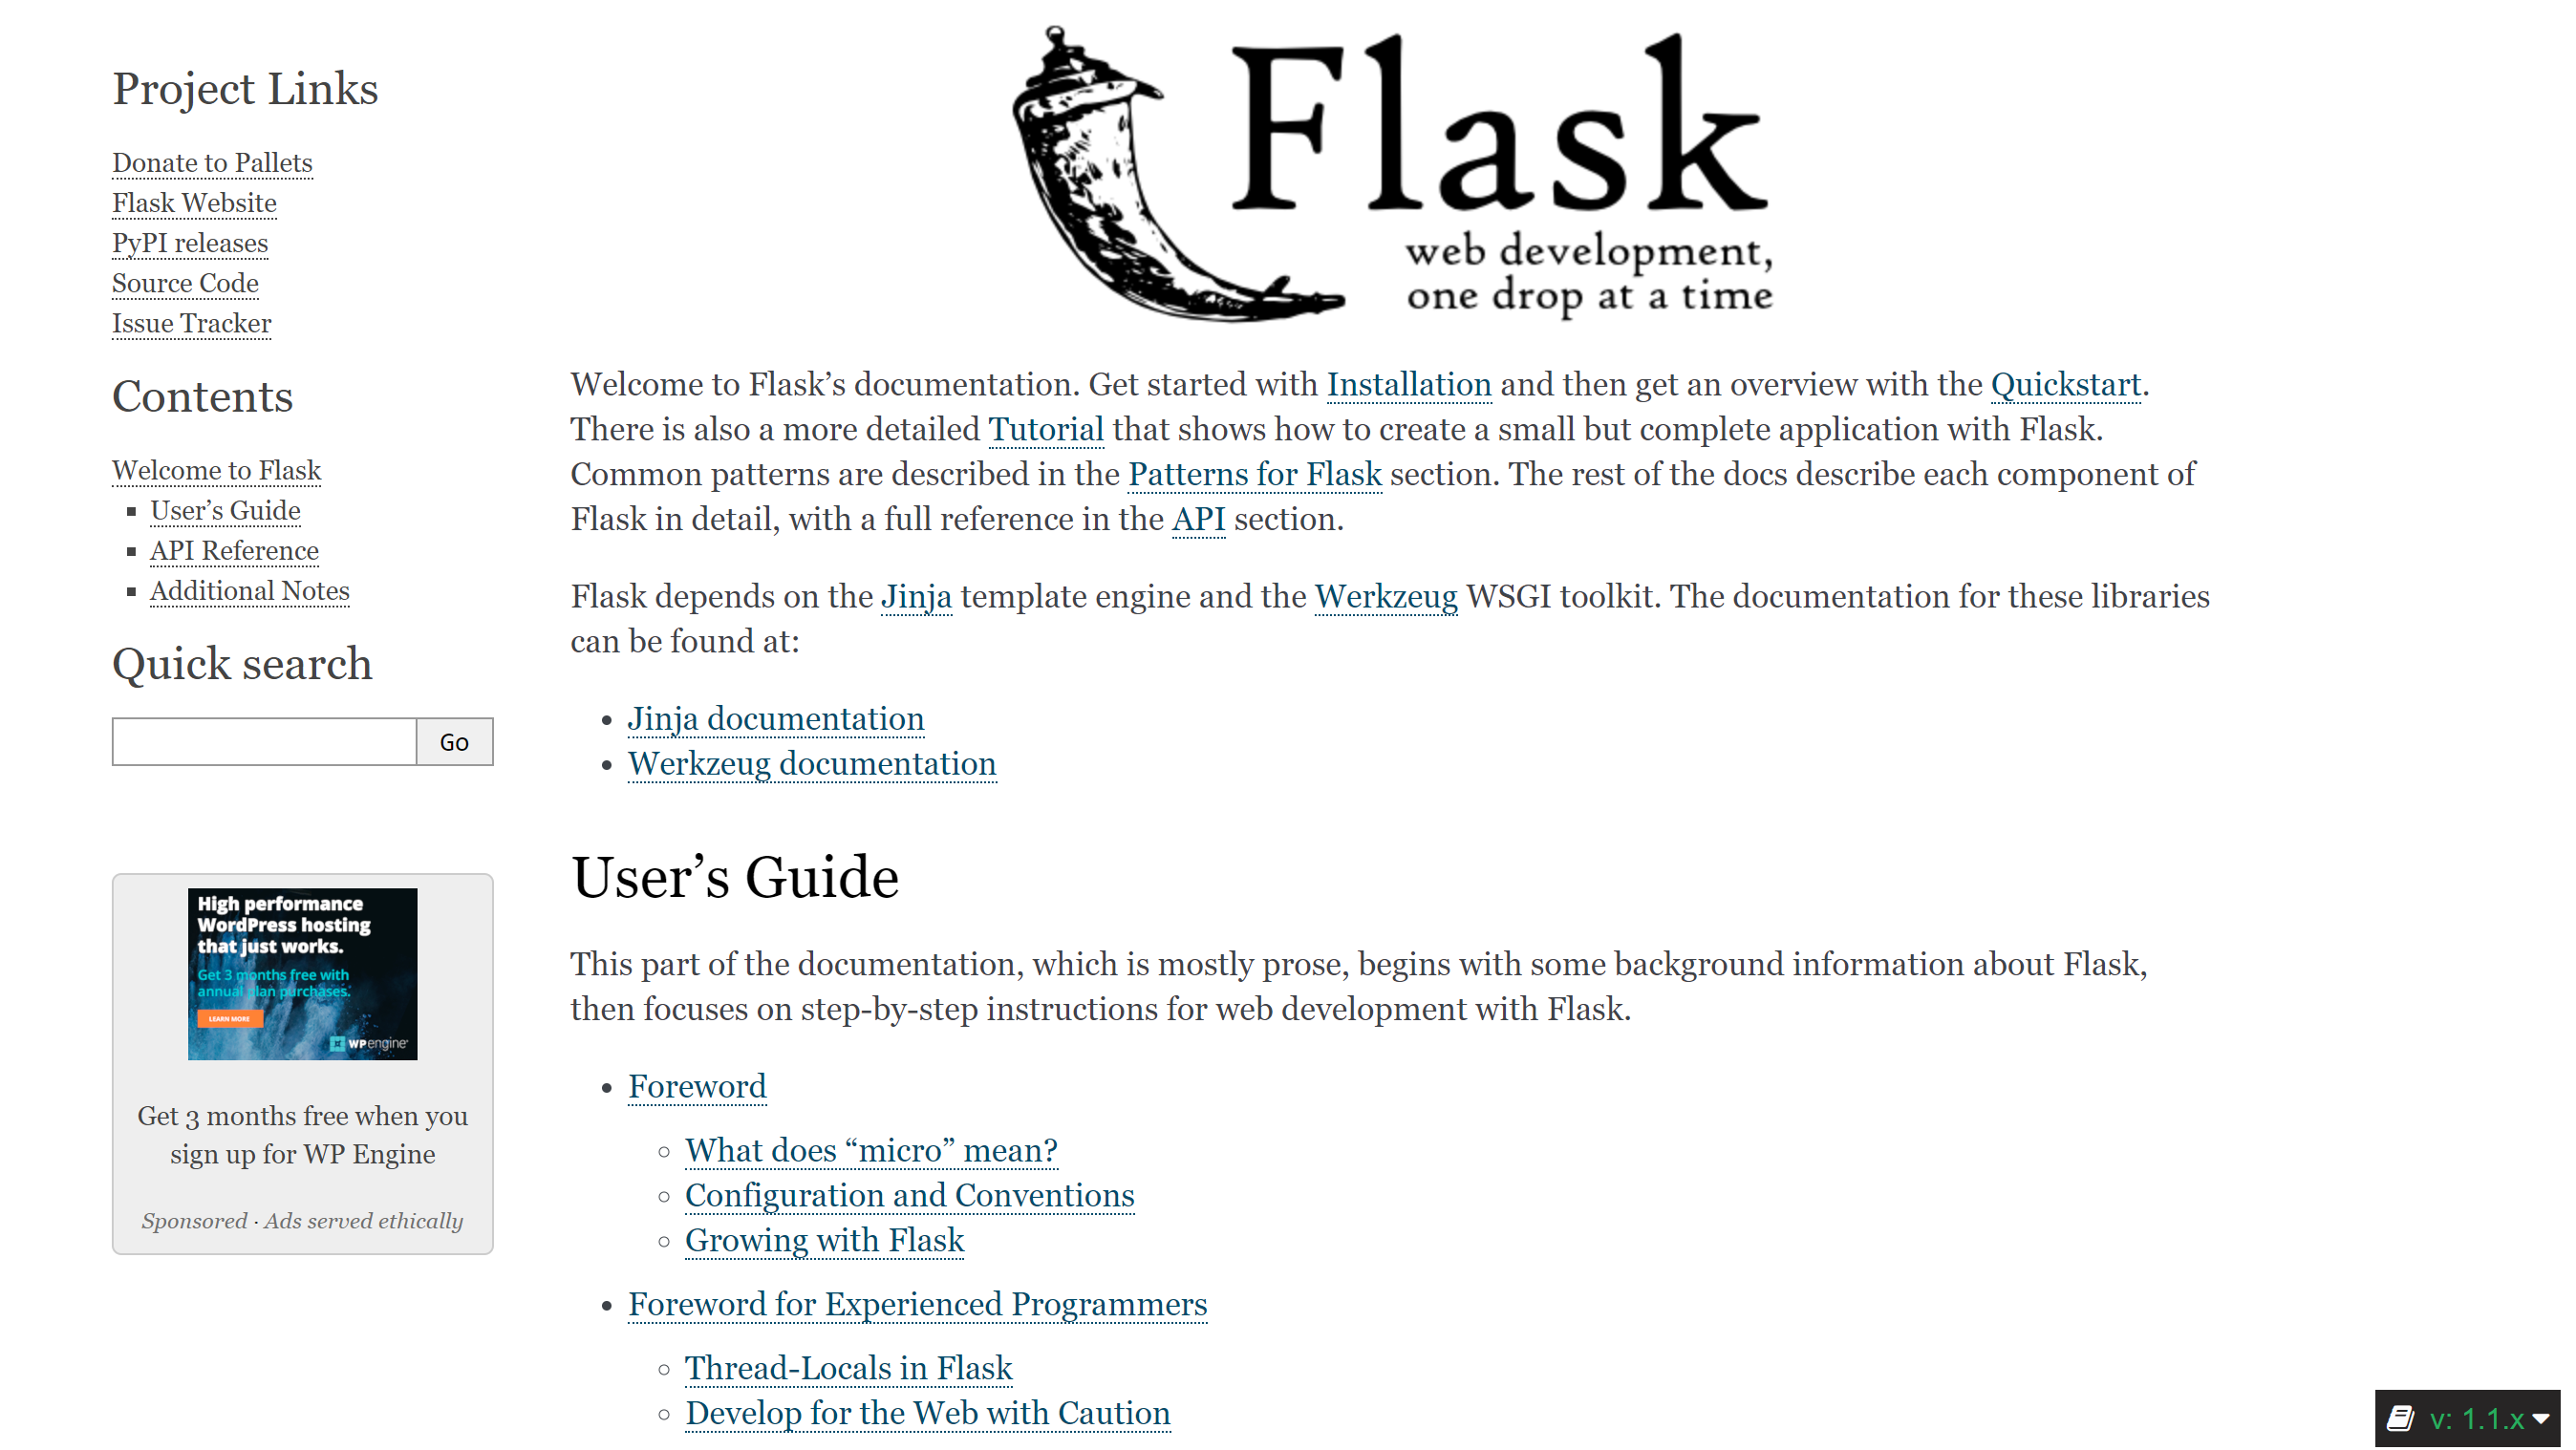 Project Links
Donate to Pallets
Flask Website
PyPI releases
Source Code
Issue Tracker
Contents
Welcome to Flask
User’s Guide
API Reference
Additional Notes
Quick search
Go
High performance
WordPress hosting
that just works.
Get 3 months free with
annual plan purchases.
LEARN MORE
WP engine
Get 3 months free when you
sign up for WP Engine
Sponsored · Ads served ethically
Flask
web development,
one drop at a time
Welcome to Flask’s documentation. Get started with Installation and then get an overview with the Quickstart.
There is also a more detailed Tutorial that shows how to create a small but complete application with Flask.
Common patterns are described in the Patterns for Flask section. The rest of the docs describe each component of
Flask in detail, with a full reference in the API section.
Flask depends on the Jinja template engine and the Werkzeug WSGI toolkit. The documentation for these libraries
can be found at:
Jinja documentation
Werkzeug documentation
User’s Guide
This part of the documentation, which is mostly prose, begins with some background information about Flask,
then focuses on step-by-step instructions for web development with Flask.
Foreword
What does “micro” mean?
Configuration and Conventions
Growing with Flask
Foreword for Experienced Programmers
Thread-Locals in Flask
Develop for the Web with Caution
v: 1.1.x